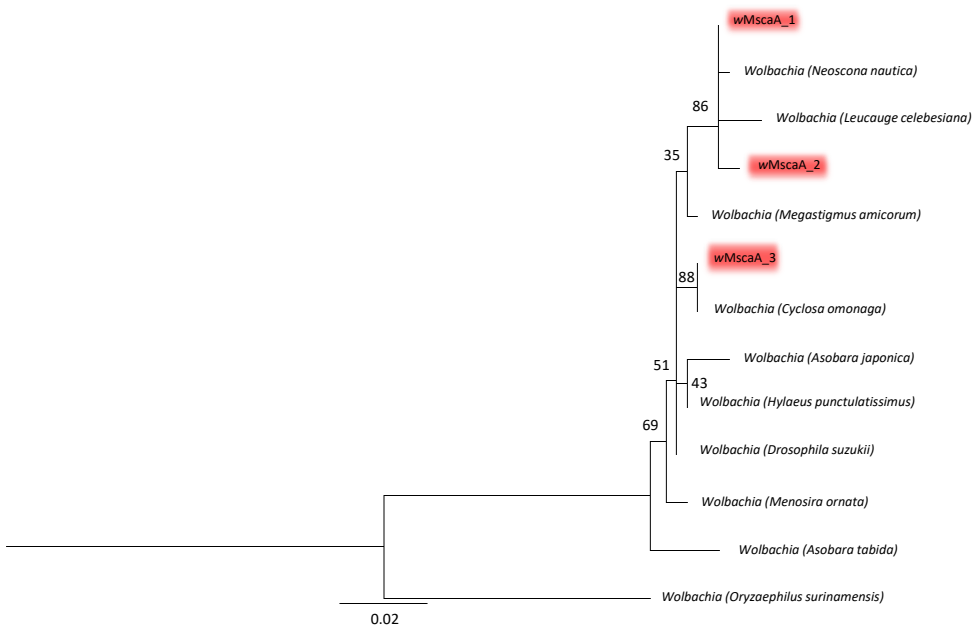 wMscaA_1
Wolbachia (Neoscona nautica)
86
Wolbachia (Leucauge celebesiana)
35
wMscaA_2
Wolbachia (Megastigmus amicorum)
wMscaA_3
88
Wolbachia (Cyclosa omonaga)
Wolbachia (Asobara japonica)
51
43
Wolbachia (Hylaeus punctulatissimus)
69
Wolbachia (Drosophila suzukii)
Wolbachia (Menosira ornata)
Wolbachia (Asobara tabida)
Wolbachia (Oryzaephilus surinamensis)
0.02